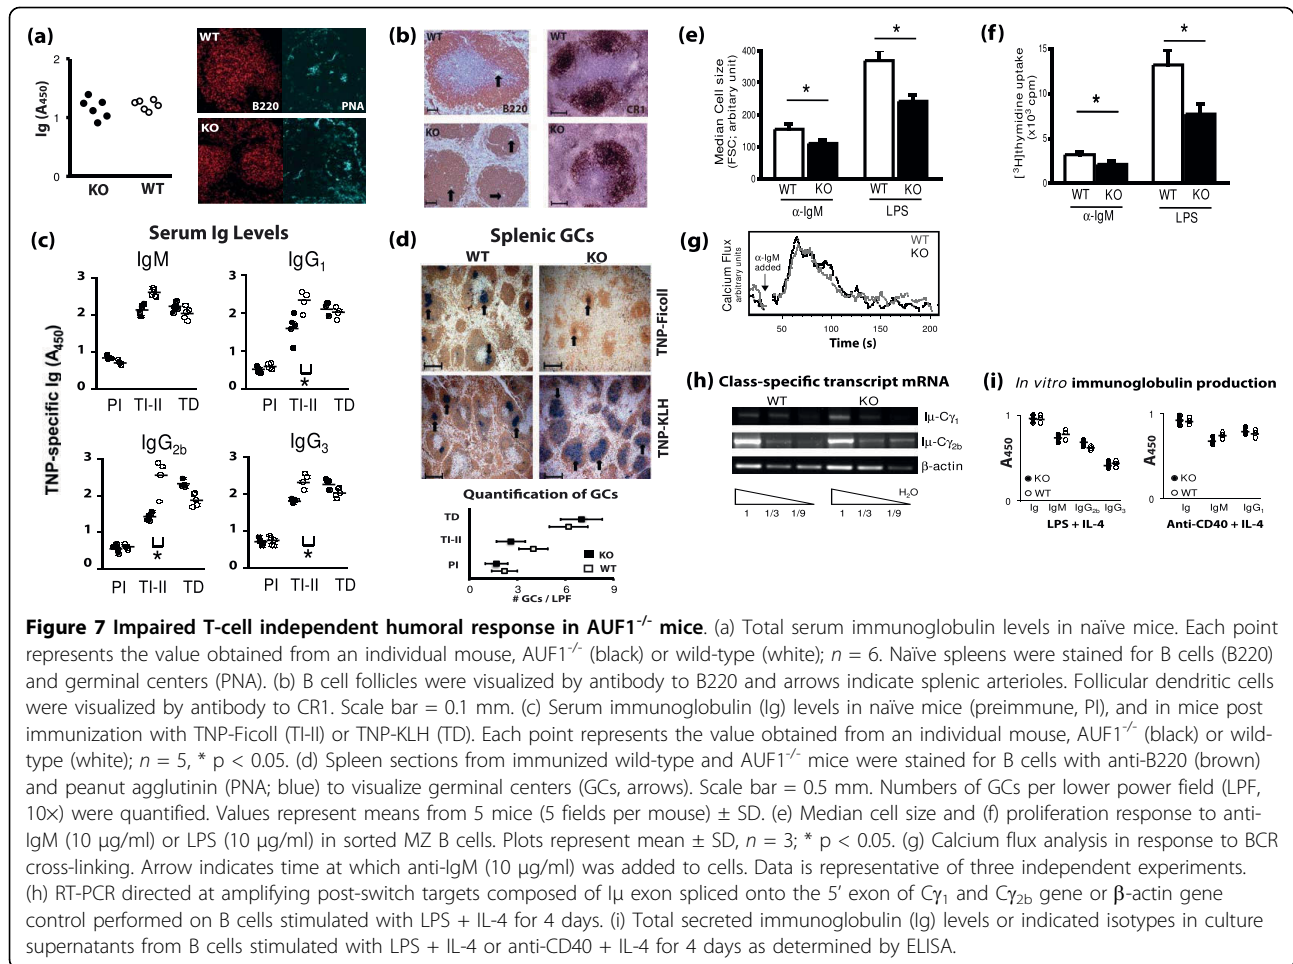 (a)
Ig (A450)
2
1
0
KO WT
WT
B220
PNA
KO
(b)
WT
B220
CR1
KO
KO
(e)
Median Cell size
(FSC; arbitary unit)
400
300
200
100
0
*
*
WT KO WT KO
α-IgM LPS
(f)
[3H]thymidine uptake
(x10³ cpm)
15
10
5
0
*
*
WT KO WT KO
α-IgM LPS
(c)
Serum Ig Levels
TNP-specific Ig (A450)
IgM
3
2
1
0
PI TI-II TD
IgG1
3
2
1
0
*
PI TI-II TD
IgG2b
3
2
1
0
*
PI TI-II TD
IgG3
3
2
1
0
*
PI TI-II TD
(d)
Splenic GCs
WT KO
TNP-Ficoll
TNP-KLH
Quantification of GCs
TD
TI-II
PI
KO
WT
0 3 6 9
# GCs / LPF
(g)
Calcium Flux
arbitrary units
α-IgM
added
WT
KO
50 100 150 200
Time (s)
(h) Class-specific transcript mRNA
WT KO
Iμ-Cγ1
Iμ-Cγ2b
β-actin
H2O
1 1/3 1/9 1 1/3 1/9
(i) In vitro immunoglobulin production
A450
1
0
KO
WT
Ig IgM IgG2b IgG3
LPS + IL-4
A450
1
0
KO
WT
Ig IgM IgG1
Anti-CD40 + IL-4
Figure 7 Impaired T-cell independent humoral response in AUF1-/- mice. (a) Total serum immunoglobulin levels in naïve mice. Each point
represents the value obtained from an individual mouse, AUF1-/- (black) or wild-type (white); n = 6. Naïve spleens were stained for B cells (B220)
and germinal centers (PNA). (b) B cell follicles were visualized by antibody to B220 and arrows indicate splenic arterioles. Follicular dendritic cells
were visualized by antibody to CR1. Scale bar = 0.1 mm. (c) Serum immunoglobulin (Ig) levels in naïve mice (preimmune, PI), and in mice post
immunization with TNP-Ficoll (TI-II) or TNP-KLH (TD). Each point represents the value obtained from an individual mouse, AUF1-/- (black) or wild-
type (white); n = 5, * p < 0.05. (d) Spleen sections from immunized wild-type and AUF1-/- mice were stained for B cells with anti-B220 (brown)
and peanut agglutinin (PNA; blue) to visualize germinal centers (GCs, arrows). Scale bar = 0.5 mm. Numbers of GCs per lower power field (LPF,
10×) were quantified. Values represent means from 5 mice (5 fields per mouse) ± SD. (e) Median cell size and (f) proliferation response to anti-
IgM (10 μg/ml) or LPS (10 μg/ml) in sorted MZ B cells. Plots represent mean ± SD, n = 3; * p < 0.05. (g) Calcium flux analysis in response to BCR
cross-linking. Arrow indicates time at which anti-IgM (10 μg/ml) was added to cells. Data is representative of three independent experiments.
(h) RT-PCR directed at amplifying post-switch targets composed of Iμ exon spliced onto the 5' exon of Cγ1 and Cγ2b gene or β-actin gene
control performed on B cells stimulated with LPS + IL-4 for 4 days. (i) Total secreted immunoglobulin (Ig) levels or indicated isotypes in culture
supernatants from B cells stimulated with LPS + IL-4 or anti-CD40 + IL-4 for 4 days as determined by ELISA.